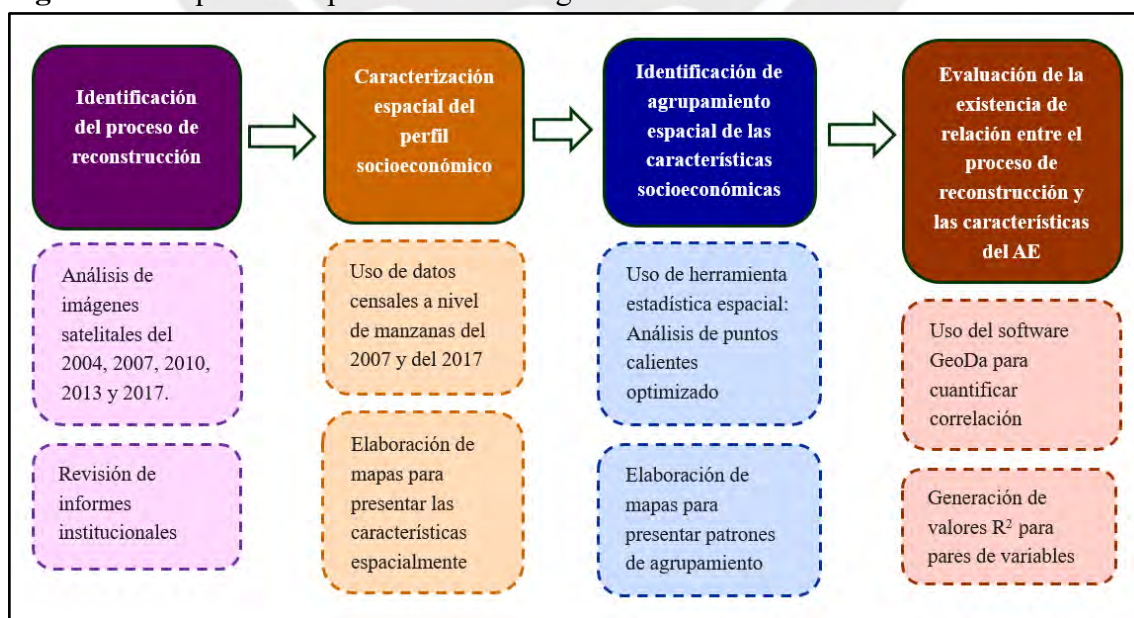 Identificación
del proceso de
reconstrucción
Análisis de
imágenes
satelitales del
2004, 2007, 2010,
2013 y 2017.
Revisión de
informes
institucionales
Caracterización
espacial del
perfil
socioeconómico
Uso de datos
censales a nivel
de manzanas del
2007 y del 2017
Elaboración de
mapas para
presentar las
características
espacialmente
Identificación de
agrupamiento
espacial de las
características
socioeconómicas
Uso de herramienta
estadística espacial:
Análisis de puntos
calientes
optimizado
Elaboración de
mapas para
presentar patrones
de agrupamiento
Evaluación de la
existencia de
relación entre el
proceso de
reconstrucción y
las características
del AE
Uso del software
GeoDa para
cuantificar
correlación
Generación de
valores R² para
pares de variables